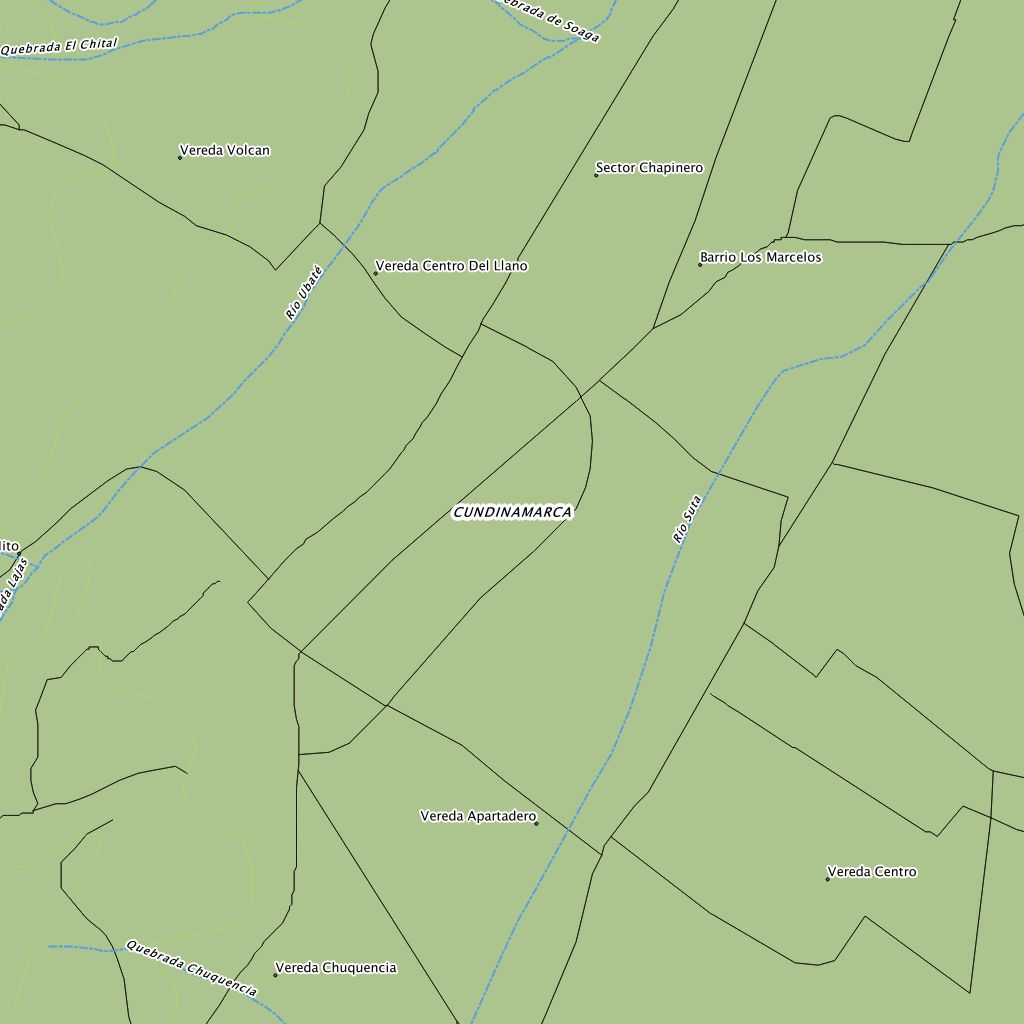 Quebrada de Soaga
Quebrada El Chital
Vereda Volcan
Sector Chapinero
Barrio Los Marcelos
Vereda Centro Del Llano
Río Ubaté
CUNDINAMARCA
Río Suta
Lajas
Vereda Apartadero
Vereda Centro
Quebrada Chuquencia
Vereda Chuquencia